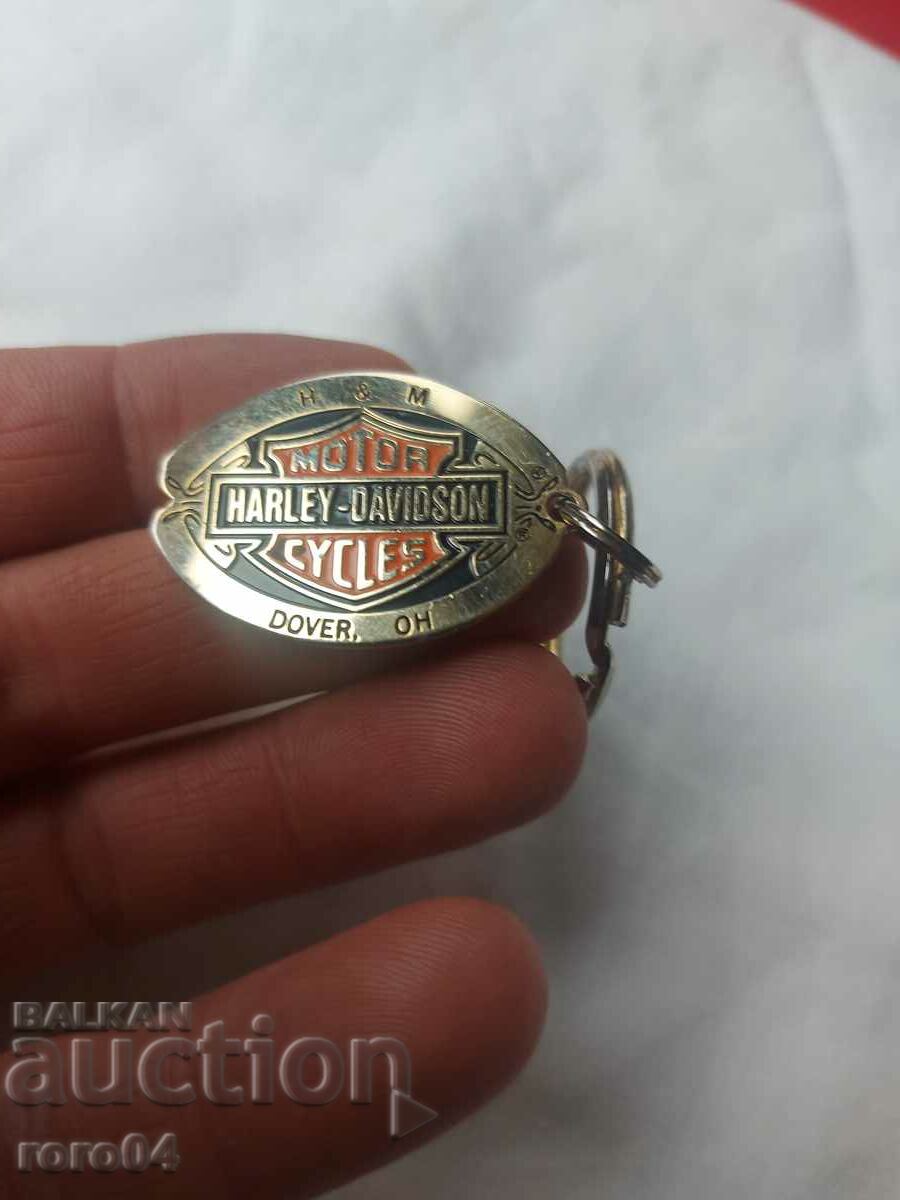 H & M
MOTOR
HARLEY-DAVIDSON
CYCLES
®
®
DOVER, OH
BALKAN
auction
roro04